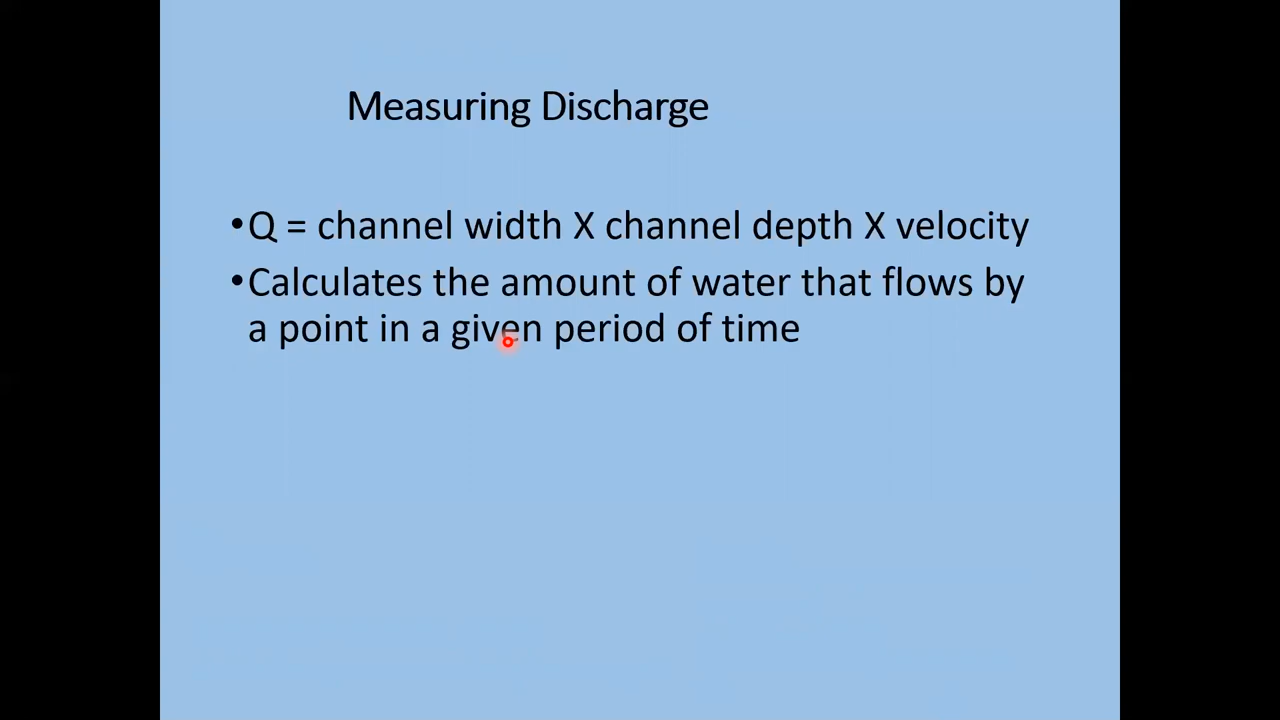 Measuring Discharge
•Q = channel width X channel depth X velocity
•Calculates the amount of water that flows by
a point in a given period of time